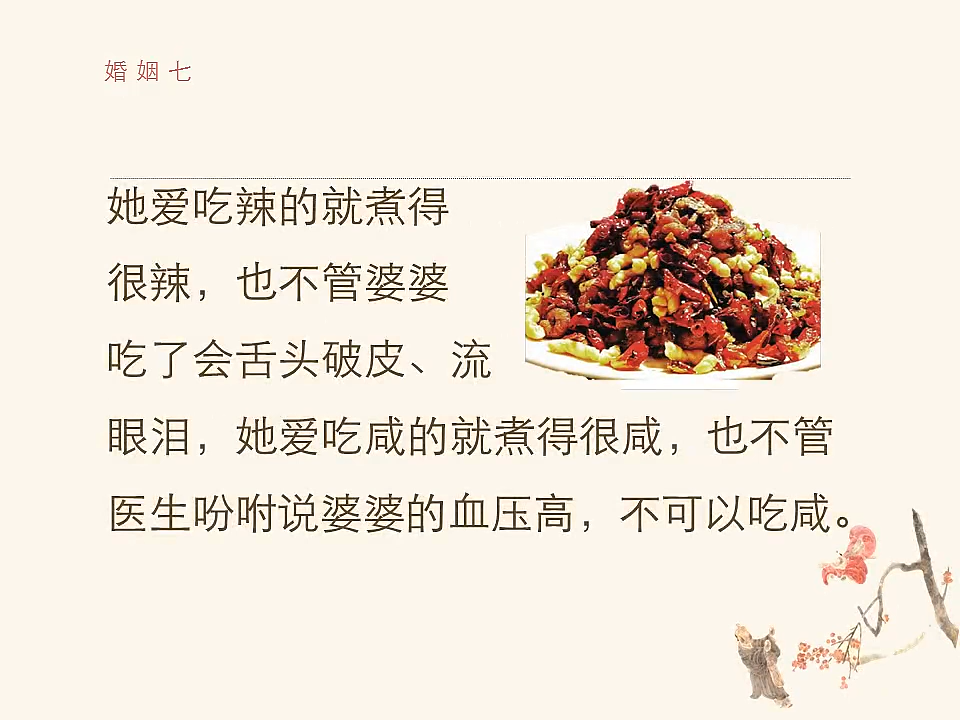 婚姻七
她爱吃辣的就煮得
很辣，也不管婆婆
吃了会舌头破皮、流
眼泪，她爱吃咸的就煮得很咸，也不管
医生吩咐说婆婆的血压高，不可以吃咸。